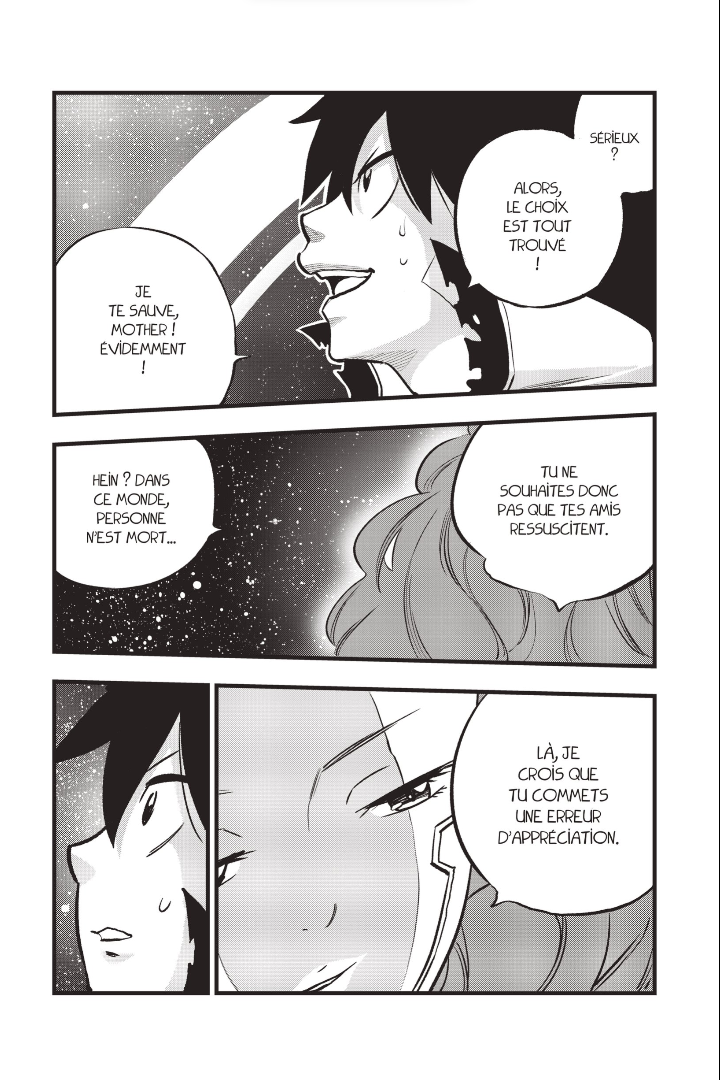 SÉRIEUX
?
ALORS,
LE CHOIX
EST TOUT
TROUVÉ
!
JE
TE SAUVE,
MOTHER !
ÉVIDEMMENT
!
TU NE
SOUHAITES DONC
PAS QUE TES AMIS
RESSUSCITENT.
HEIN ? DANS
CE MONDE,
PERSONNE
N'EST MORT...
LÀ, JE
CROIS QUE
TU COMMETS
UNE ERREUR
D'APPRÉCIATION.